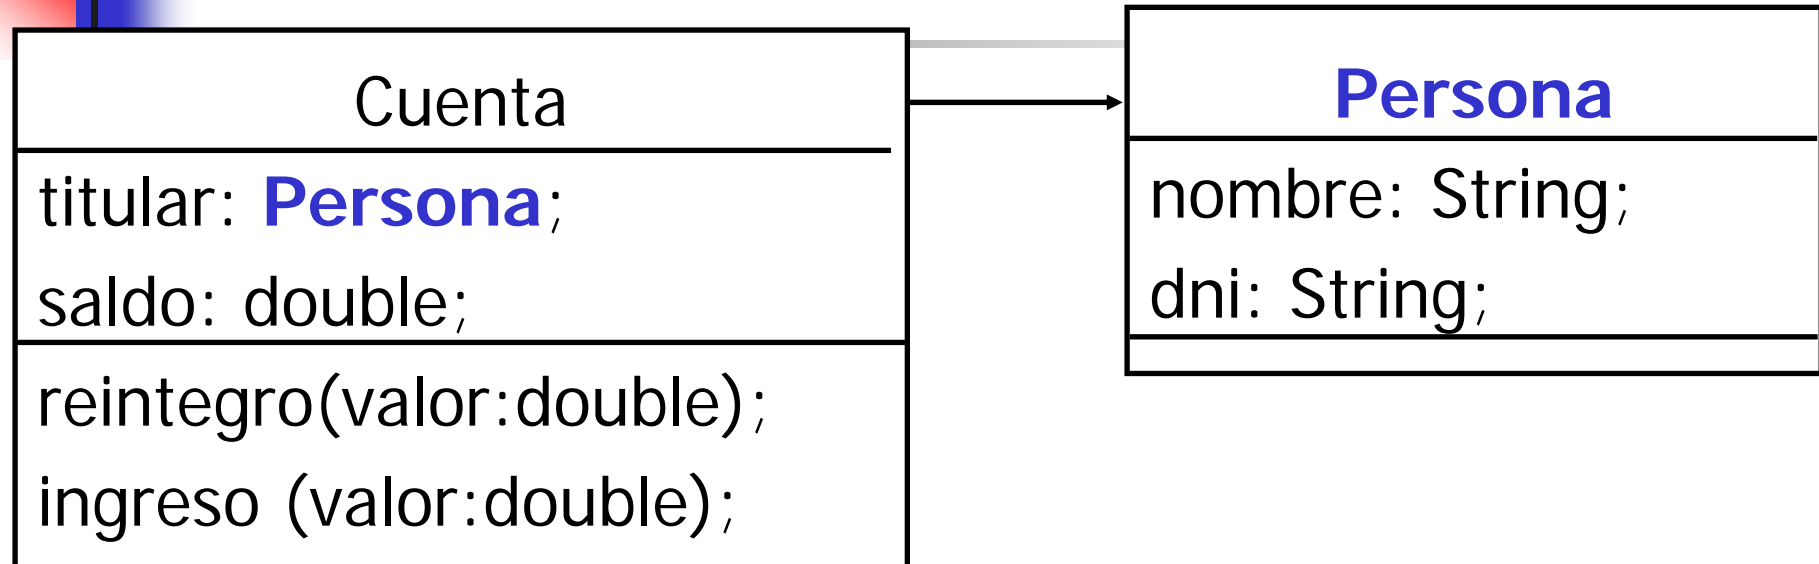 Cuenta
titular: Persona;
saldo: double;
reintegro(valor:double);
ingreso (valor:double);
Persona
nombre: String;
dni: String;